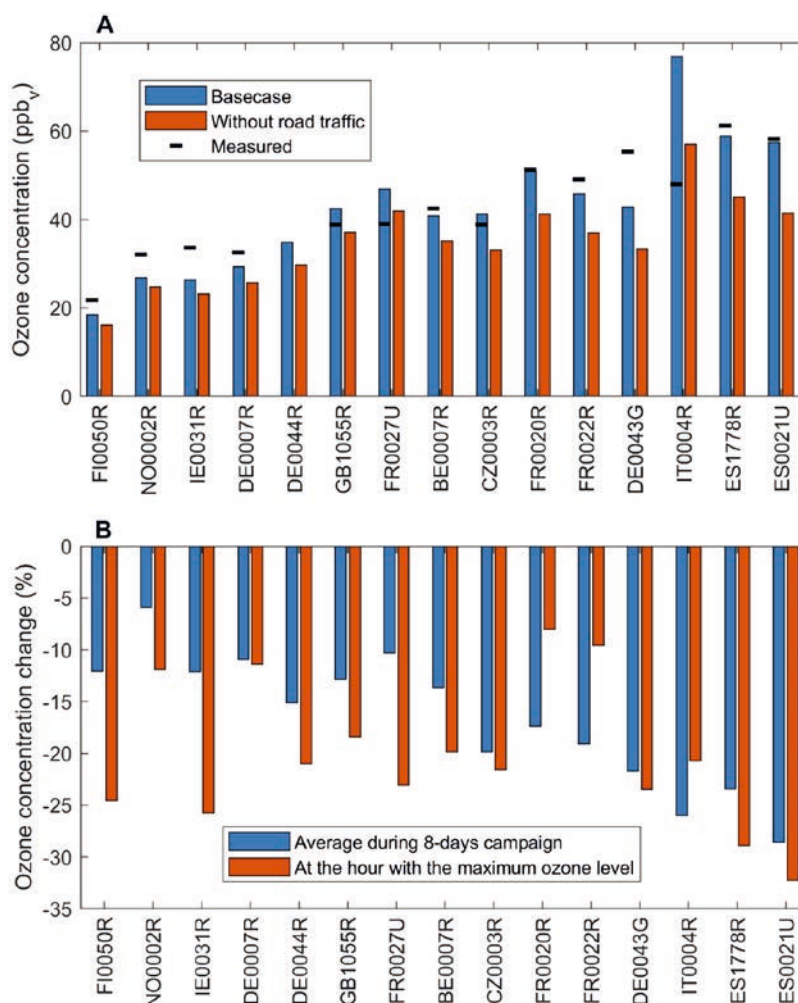 A
Ozone concentration (ppbv)
80
60
40
20
0
Basecase
Without road traffic
Measured
FI0050R
NO0002R
IE0031R
DE0007R
DE0044R
GB1055R
FR0027U
BE0007R
CZ0003R
FR0020R
FR0022R
DE0043G
IT0004R
ES1778R
ES0021U
B
Ozone concentration change (%)
0
-5
-10
-15
-20
-25
-30
-35
Average during 8-days campaign
At the hour with the maximum ozone level
FI0050R
NO0002R
IE0031R
DE0007R
DE0044R
GB1055R
FR0027U
BE0007R
CZ0003R
FR0020R
FR0022R
DE0043G
IT0004R
ES1778R
ES0021U